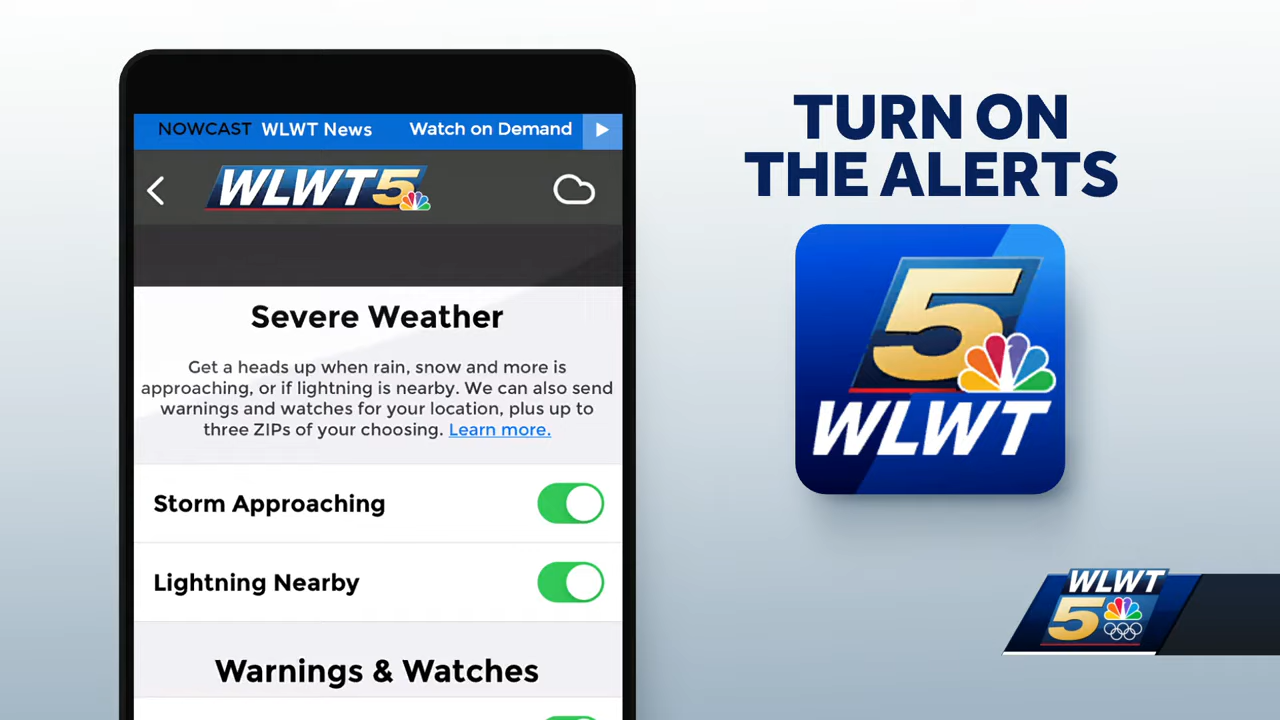 NOWCAST WLWT News Watch on Demand
WLWT5
Severe Weather
Get a heads up when rain, snow and more is
approaching, or if lightning is nearby. We can also send
warnings and watches for your location, plus up to
three ZIPs of your choosing. Learn more.
Storm Approaching
Lightning Nearby
Warnings & Watches
TURN ON
THE ALERTS
5
WLWT
WLWT
5